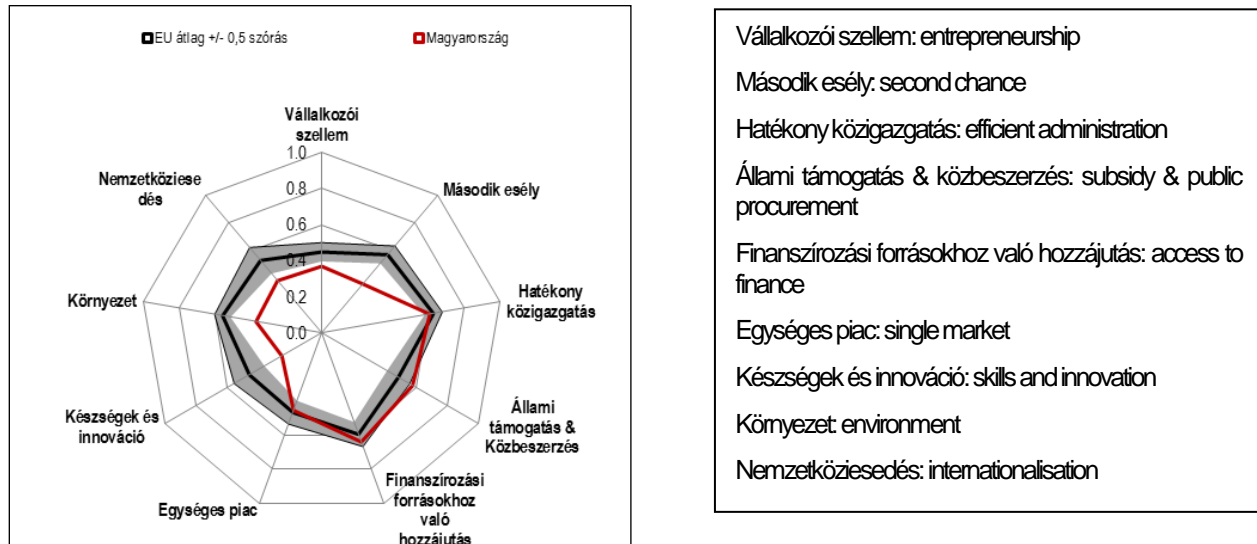 EU átlag +/- 0,5 szórás
Magyarország
Vállalkozói
szellem
1.0
0.8
0.6
0.4
0.2
0.0
Második esély
Hatékony
közigazgatás
Állami
támogatás &
Közbeszerzés
Finanszírozási
forrásokhoz
való
hozzájutás
Egységes piac
Készségek és
innováció
Környezet
Nemzetköziese
dés
Vállalkozói szellem: entrepreneurship
Második esély: second chance
Hatékony közigazgatás: efficient administration
Állami támogatás & közbeszerzés: subsidy & public
procurement
Finanszírozási forrásokhoz való hozzájutás: access to
finance
Egységes piac: single market
Készségek és innováció: skills and innovation
Környezet: environment
Nemzetköziesedés: internationalisation